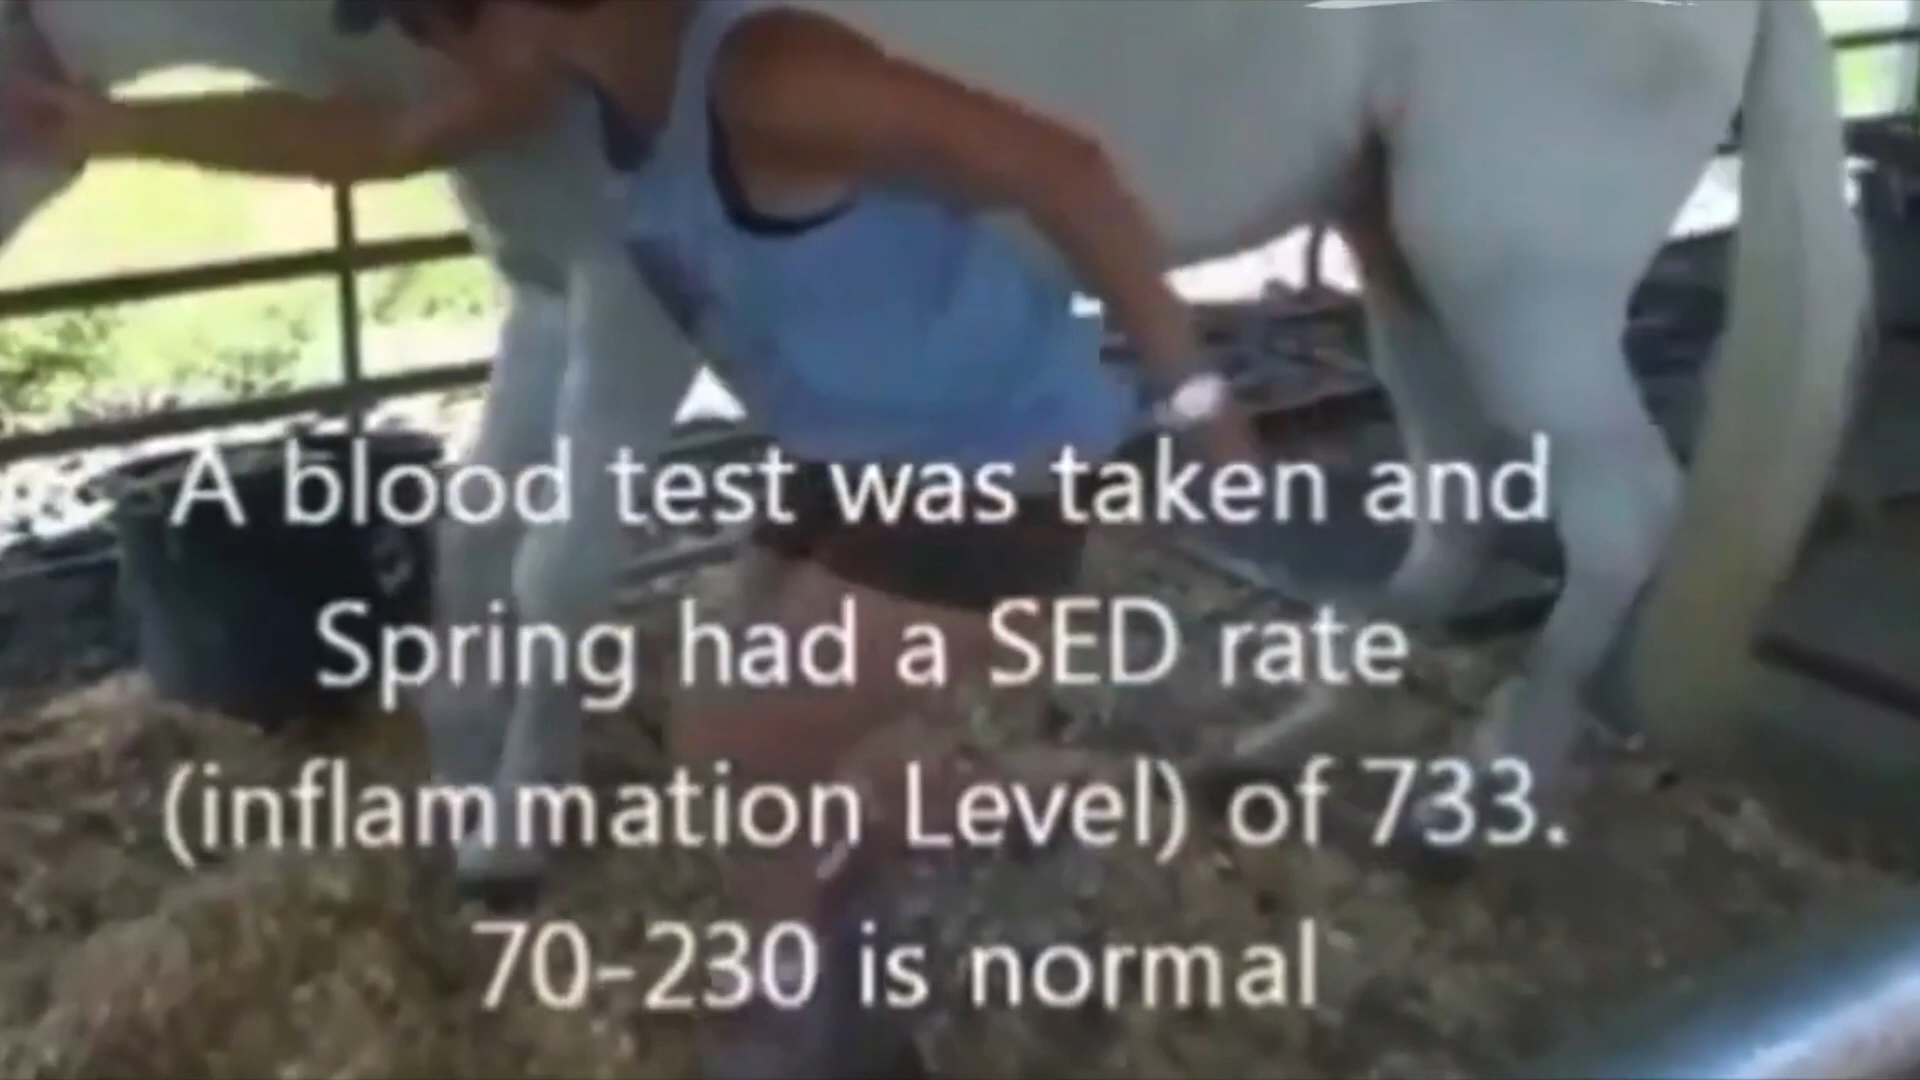 A blood test was taken and
Spring had a SED rate
(inflammation Level) of 733.
70-230 is normal